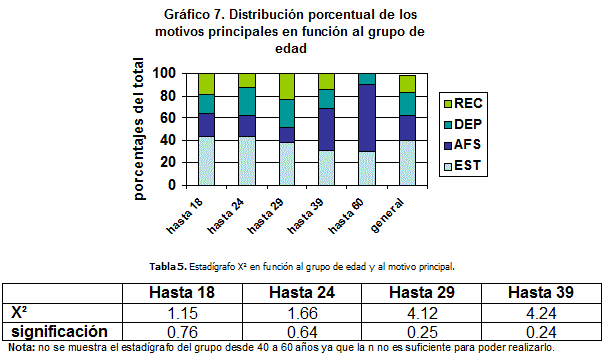 Gráfico 7. Distribución porcentual de los
motivos principales en función al grupo de
edad
porcentajes del total
100
80
60
40
20
0
hasta 18
hasta 24
hasta 29
hasta 39
hasta 60
general
REC
DEP
AFS
EST
Tabla 5. Estadígrafo X² en función al grupo de edad y al motivo principal.
Hasta 18 Hasta 24 Hasta 29 Hasta 39
X² 1.15 1.66 4.12 4.24
significación 0.76 0.64 0.25 0.24
Nota: no se muestra el estadígrafo del grupo desde 40 a 60 años ya que la n no es suficiente para poder realizarlo.